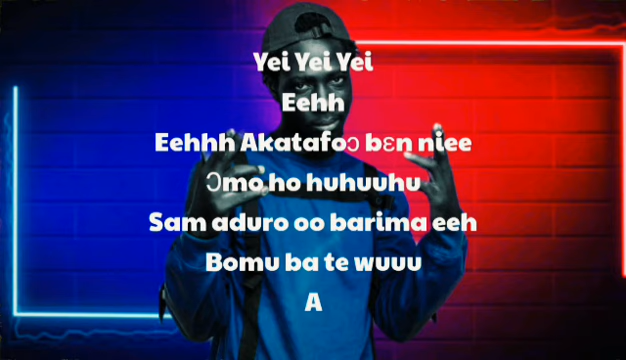 Yei Yei Yei
Eehh
Eehhh Akatafoɔ bɛn niee
Ɔmo ho huhuuhu
Sam aduro oo barima eeh
Bomu ba te wuuu
A